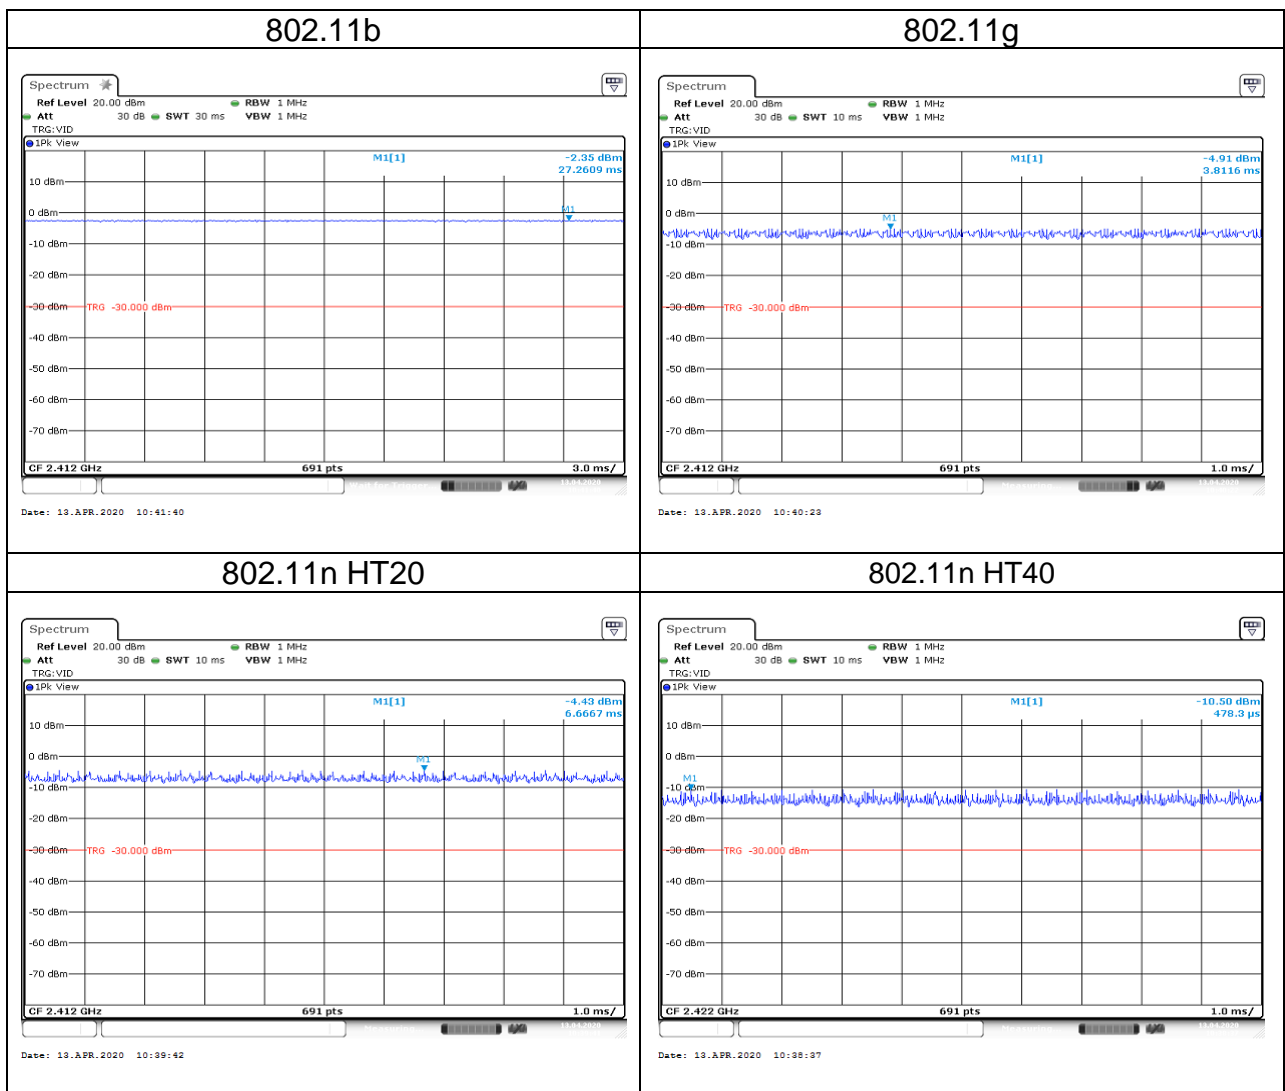 802.11b
Spectrum
Ref Level 20.00 dBm RBW 1 MHz
Att 30 dB SWT 30 ms VBW 1 MHz
TRG:VID
1Pk View
M1[1] -2.35 dBm
27.2609 ms
10 dBm
0 dBm
M1
-10 dBm
-20 dBm
-30 dBm
TRG -30.000 dBm
-40 dBm
-50 dBm
-60 dBm
-70 dBm
CF 2.412 GHz 691 pts 3.0 ms/
13.04.2020
Date: 13.APR.2020 10:41:40
802.11g
Spectrum
Ref Level 20.00 dBm RBW 1 MHz
Att 30 dB SWT 10 ms VBW 1 MHz
TRG:VID
1Pk View
M1[1] -4.91 dBm
3.8116 ms
10 dBm
0 dBm
M1
-10 dBm
-20 dBm
-30 dBm
TRG -30.000 dBm
-40 dBm
-50 dBm
-60 dBm
-70 dBm
CF 2.412 GHz 691 pts 1.0 ms/
Measuring 13.04.2020
Date: 13.APR.2020 10:40:23
802.11n HT20
Spectrum
Ref Level 20.00 dBm RBW 1 MHz
Att 30 dB SWT 10 ms VBW 1 MHz
TRG:VID
1Pk View
M1[1] -4.43 dBm
6.6667 ms
10 dBm
0 dBm
M1
-10 dBm
-20 dBm
-30 dBm
TRG -30.000 dBm
-40 dBm
-50 dBm
-60 dBm
-70 dBm
CF 2.412 GHz 691 pts 1.0 ms/
Measuring 13.04.2020
Date: 13.APR.2020 10:39:42
802.11n HT40
Spectrum
Ref Level 20.00 dBm RBW 1 MHz
Att 30 dB SWT 10 ms VBW 1 MHz
TRG:VID
1Pk View
M1[1] -10.50 dBm
478.3 µs
10 dBm
0 dBm
M1
-10 dBm
-20 dBm
-30 dBm
TRG -30.000 dBm
-40 dBm
-50 dBm
-60 dBm
-70 dBm
CF 2.422 GHz 691 pts 1.0 ms/
Measuring 13.04.2020
Date: 13.APR.2020 10:38:37